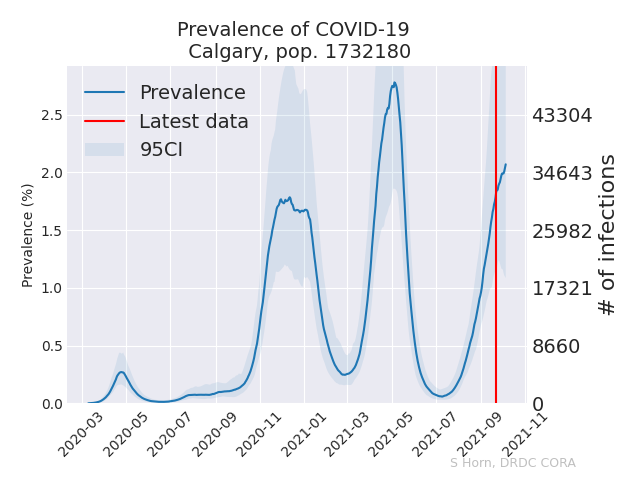 Prevalence of COVID-19
Calgary, pop. 1732180
Prevalence
Latest data
95CI
Prevalence (%)
2.5
2.0
1.5
1.0
0.5
0.0
43304
34643
25982
17321
8660
0
# of infections
2020-03
2020-05
2020-07
2020-09
2020-11
2021-01
2021-03
2021-05
2021-07
2021-09
2021-11
S Horn, DRDC CORA